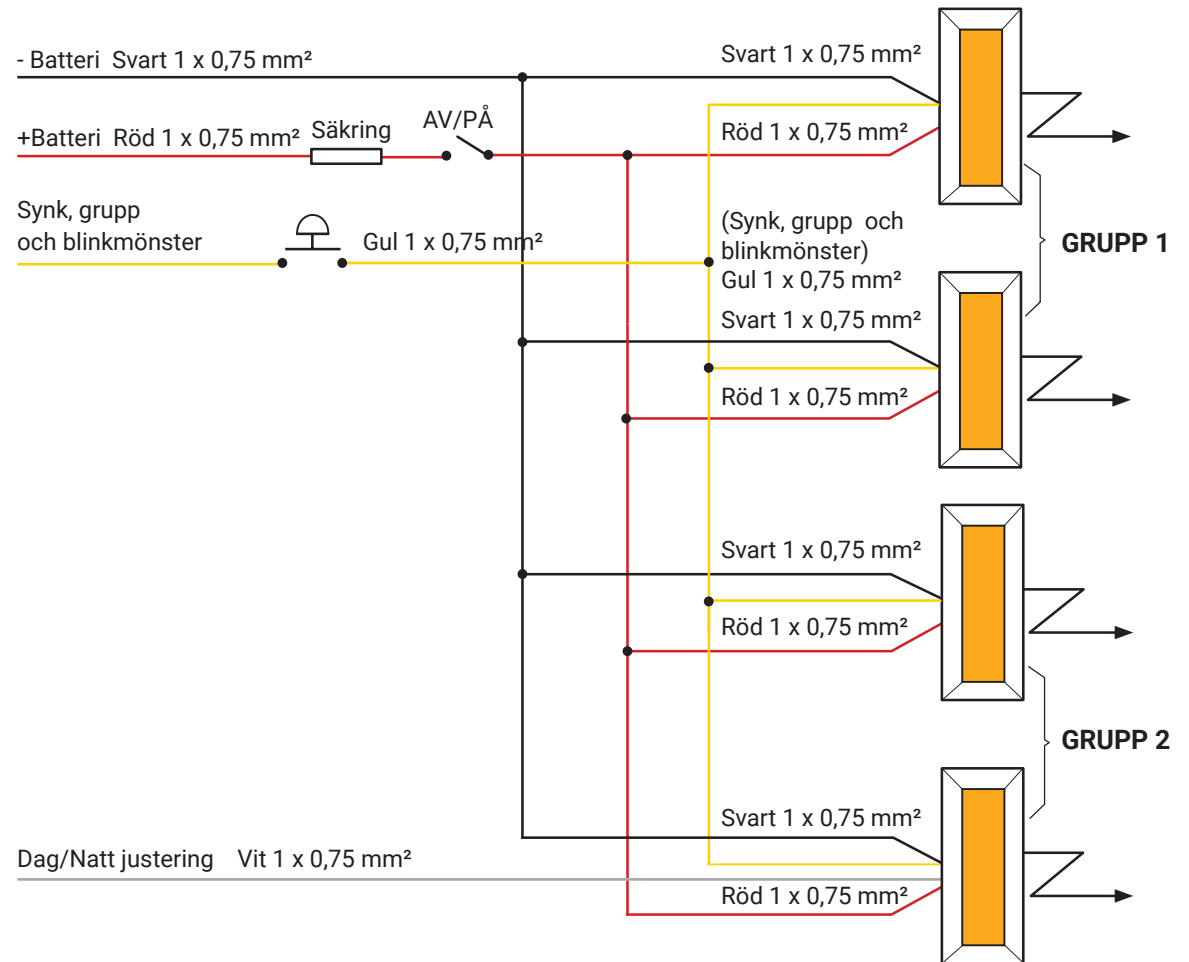 - Batteri Svart 1 x 0,75 mm²
Svart 1 x 0,75 mm²
+Batteri Röd 1 x 0,75 mm²
Säkring
AV/PÅ
Röd 1 x 0,75 mm²
Synk, grupp
och blinkmönster
Gul 1 x 0,75 mm²
(Synk, grupp och
blinkmönster)
Gul 1 x 0,75 mm²
GRUPP 1
Svart 1 x 0,75 mm²
Röd 1 x 0,75 mm²
Svart 1 x 0,75 mm²
Röd 1 x 0,75 mm²
GRUPP 2
Svart 1 x 0,75 mm²
Dag/Natt justering Vit 1 x 0,75 mm²
Röd 1 x 0,75 mm²